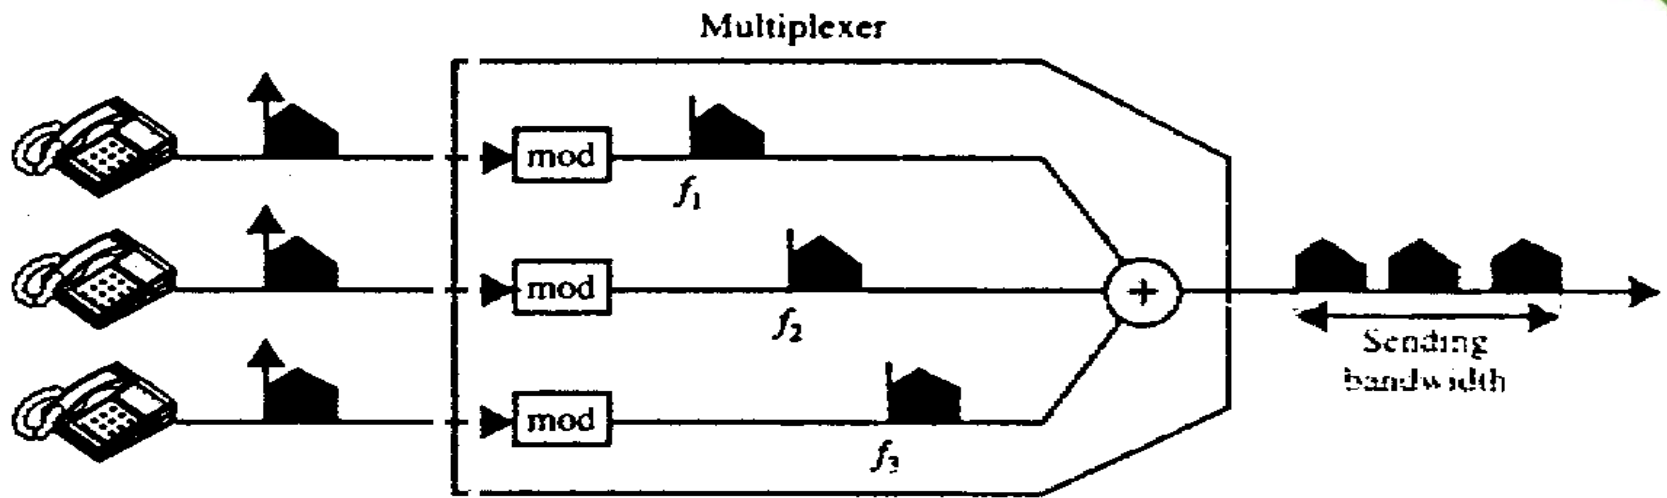 Multiplexer
mod
f₁
mod
f₂
+
Sending
bandwidth
mod
f₃